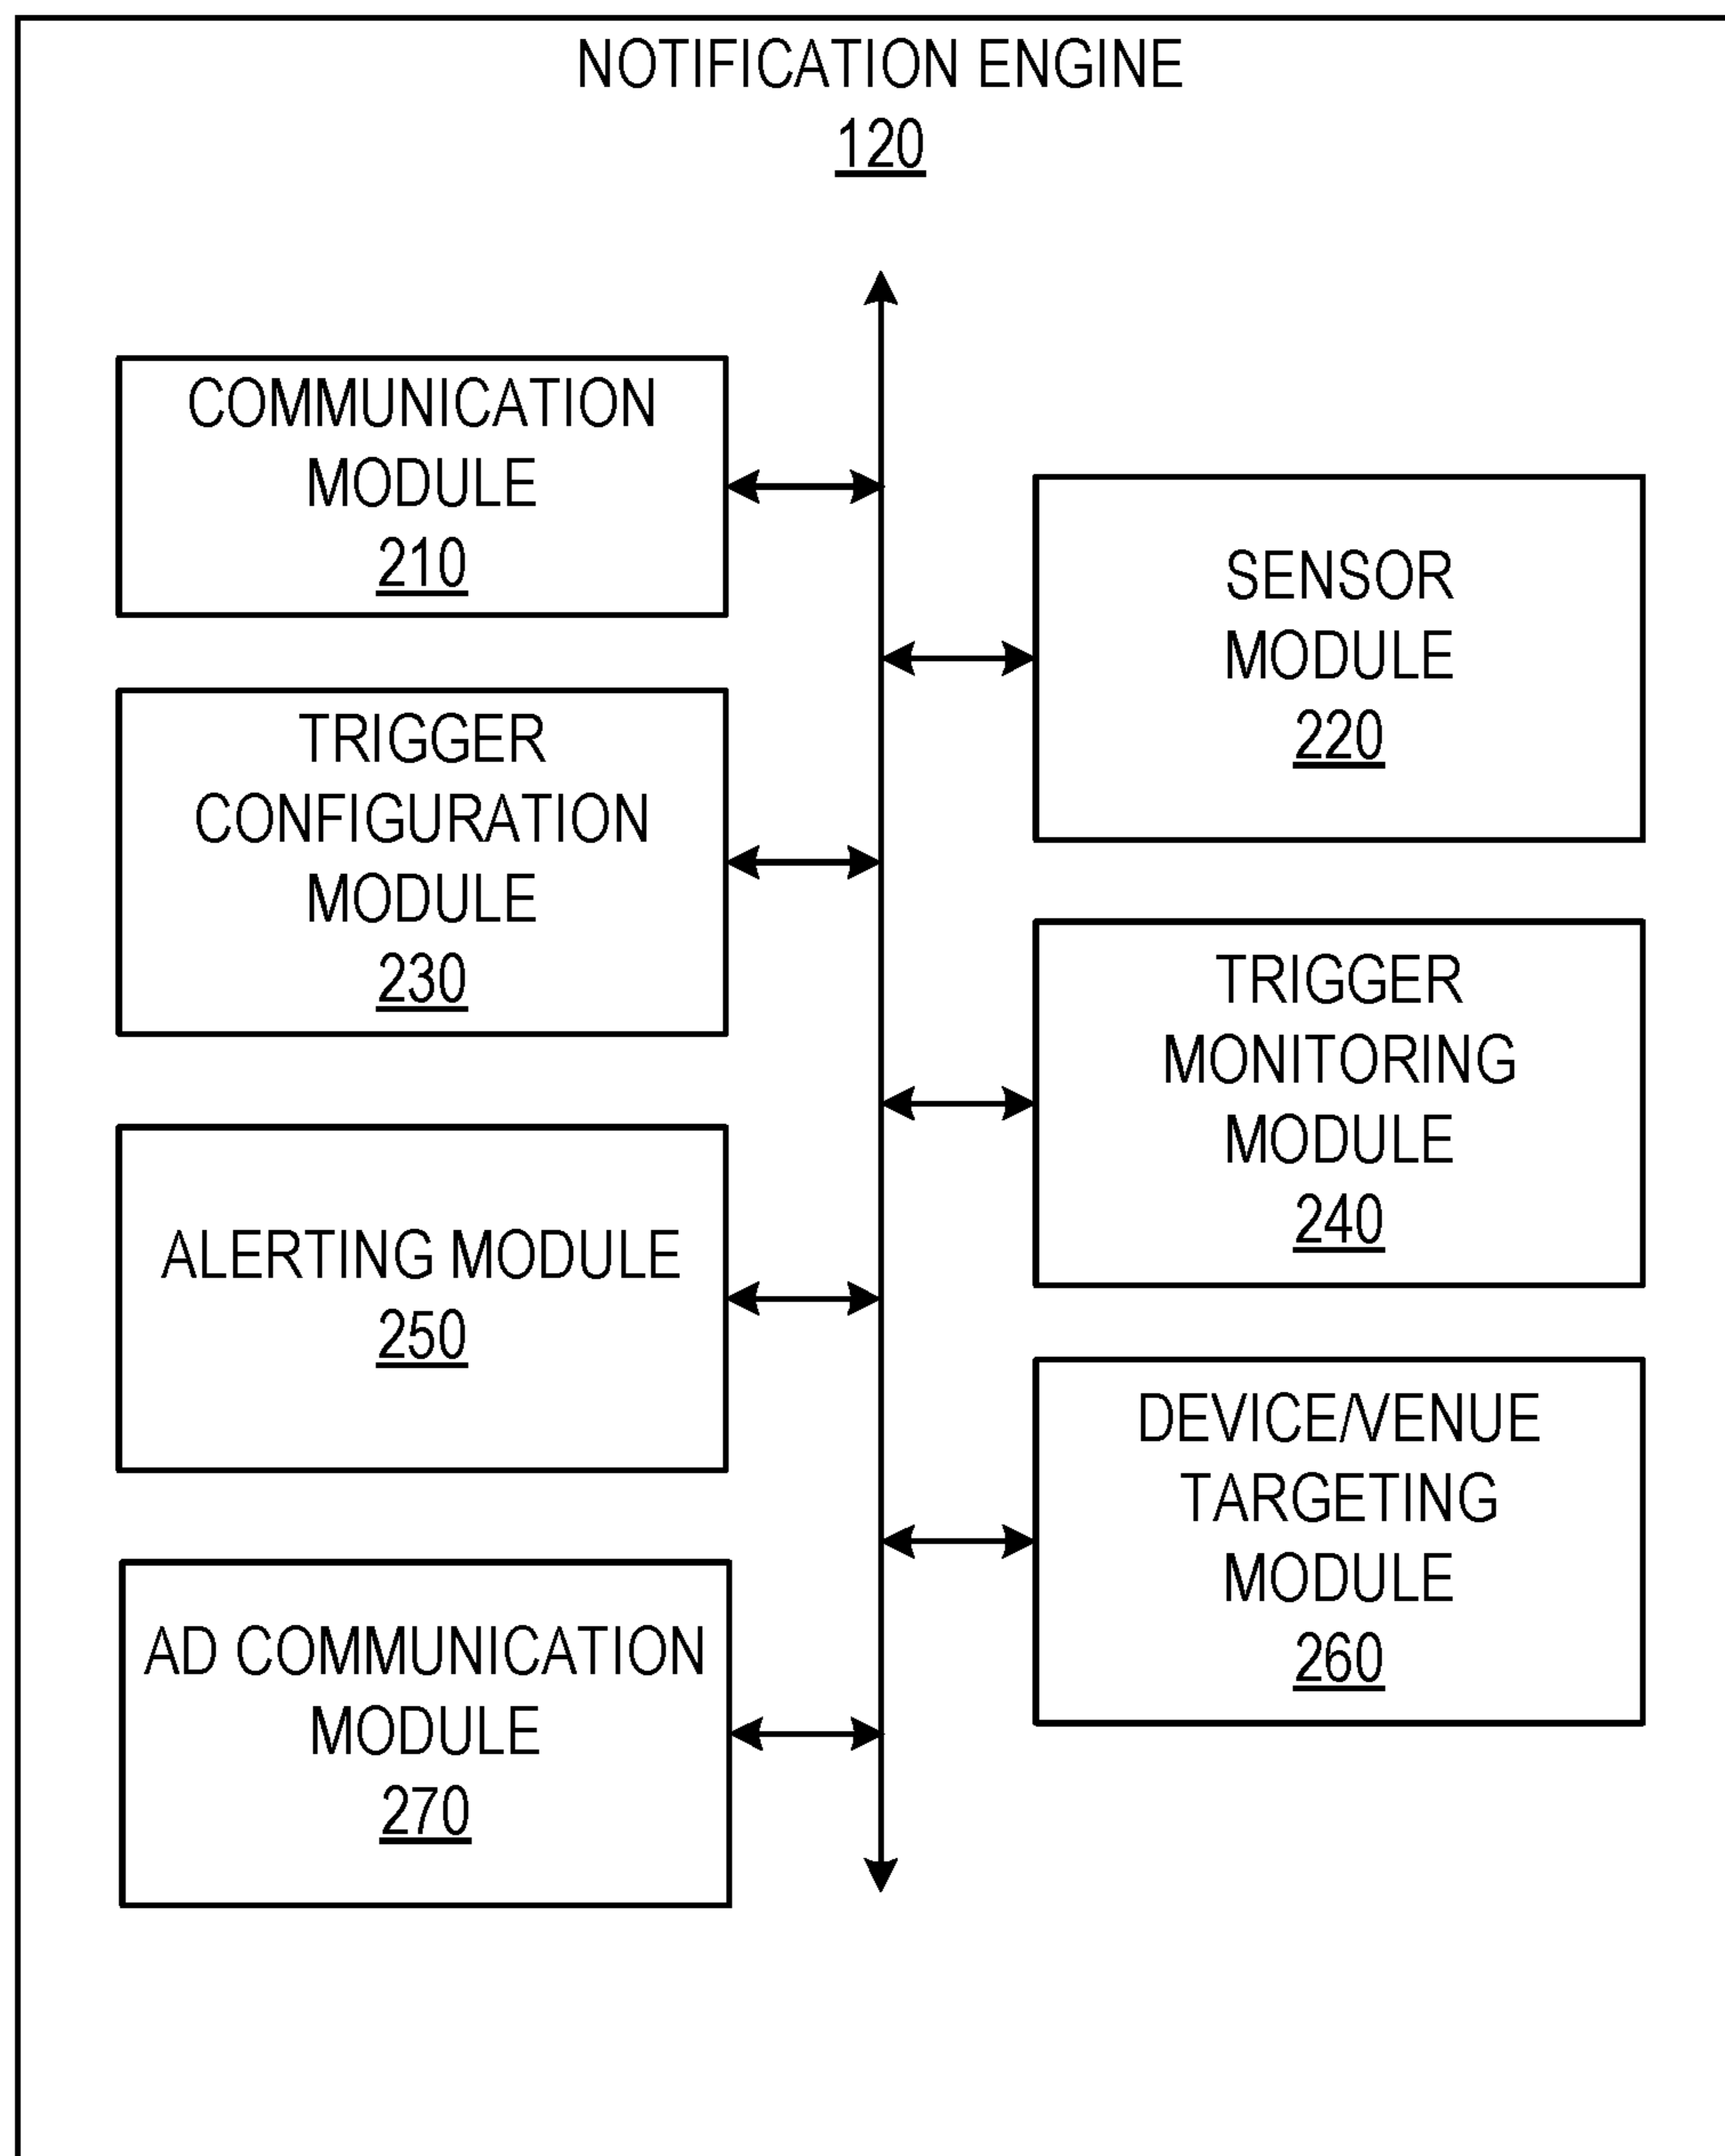 NOTIFICATION ENGINE
120
COMMUNICATION
MODULE
210
SENSOR
MODULE
220
TRIGGER
CONFIGURATION
MODULE
230
TRIGGER
MONITORING
MODULE
240
ALERTING MODULE
250
DEVICE/VENUE
TARGETING
MODULE
260
AD COMMUNICATION
MODULE
270